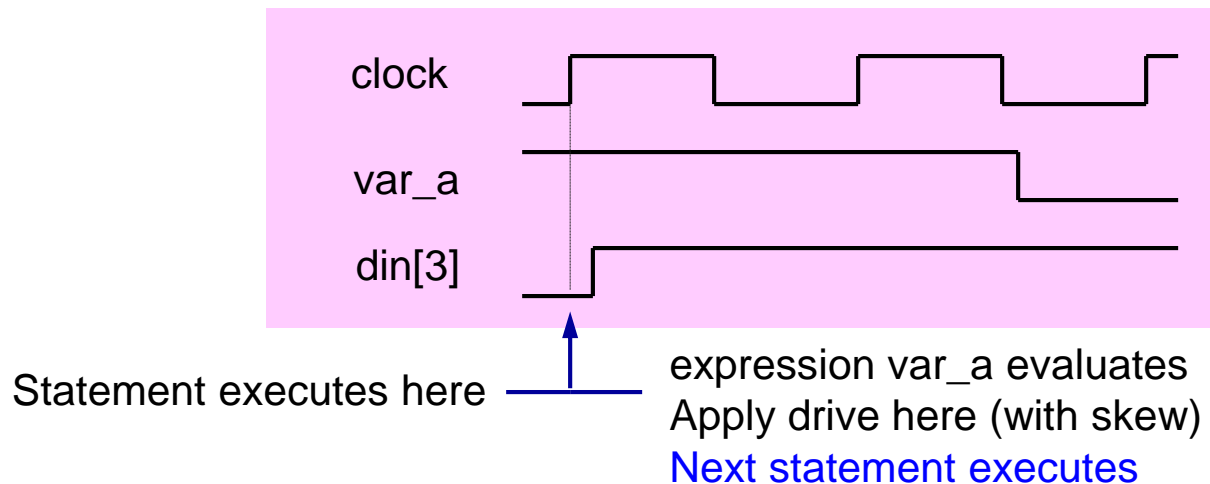 clock
var_a
din[3]
Statement executes here
expression var_a evaluates
Apply drive here (with skew)
Next statement executes